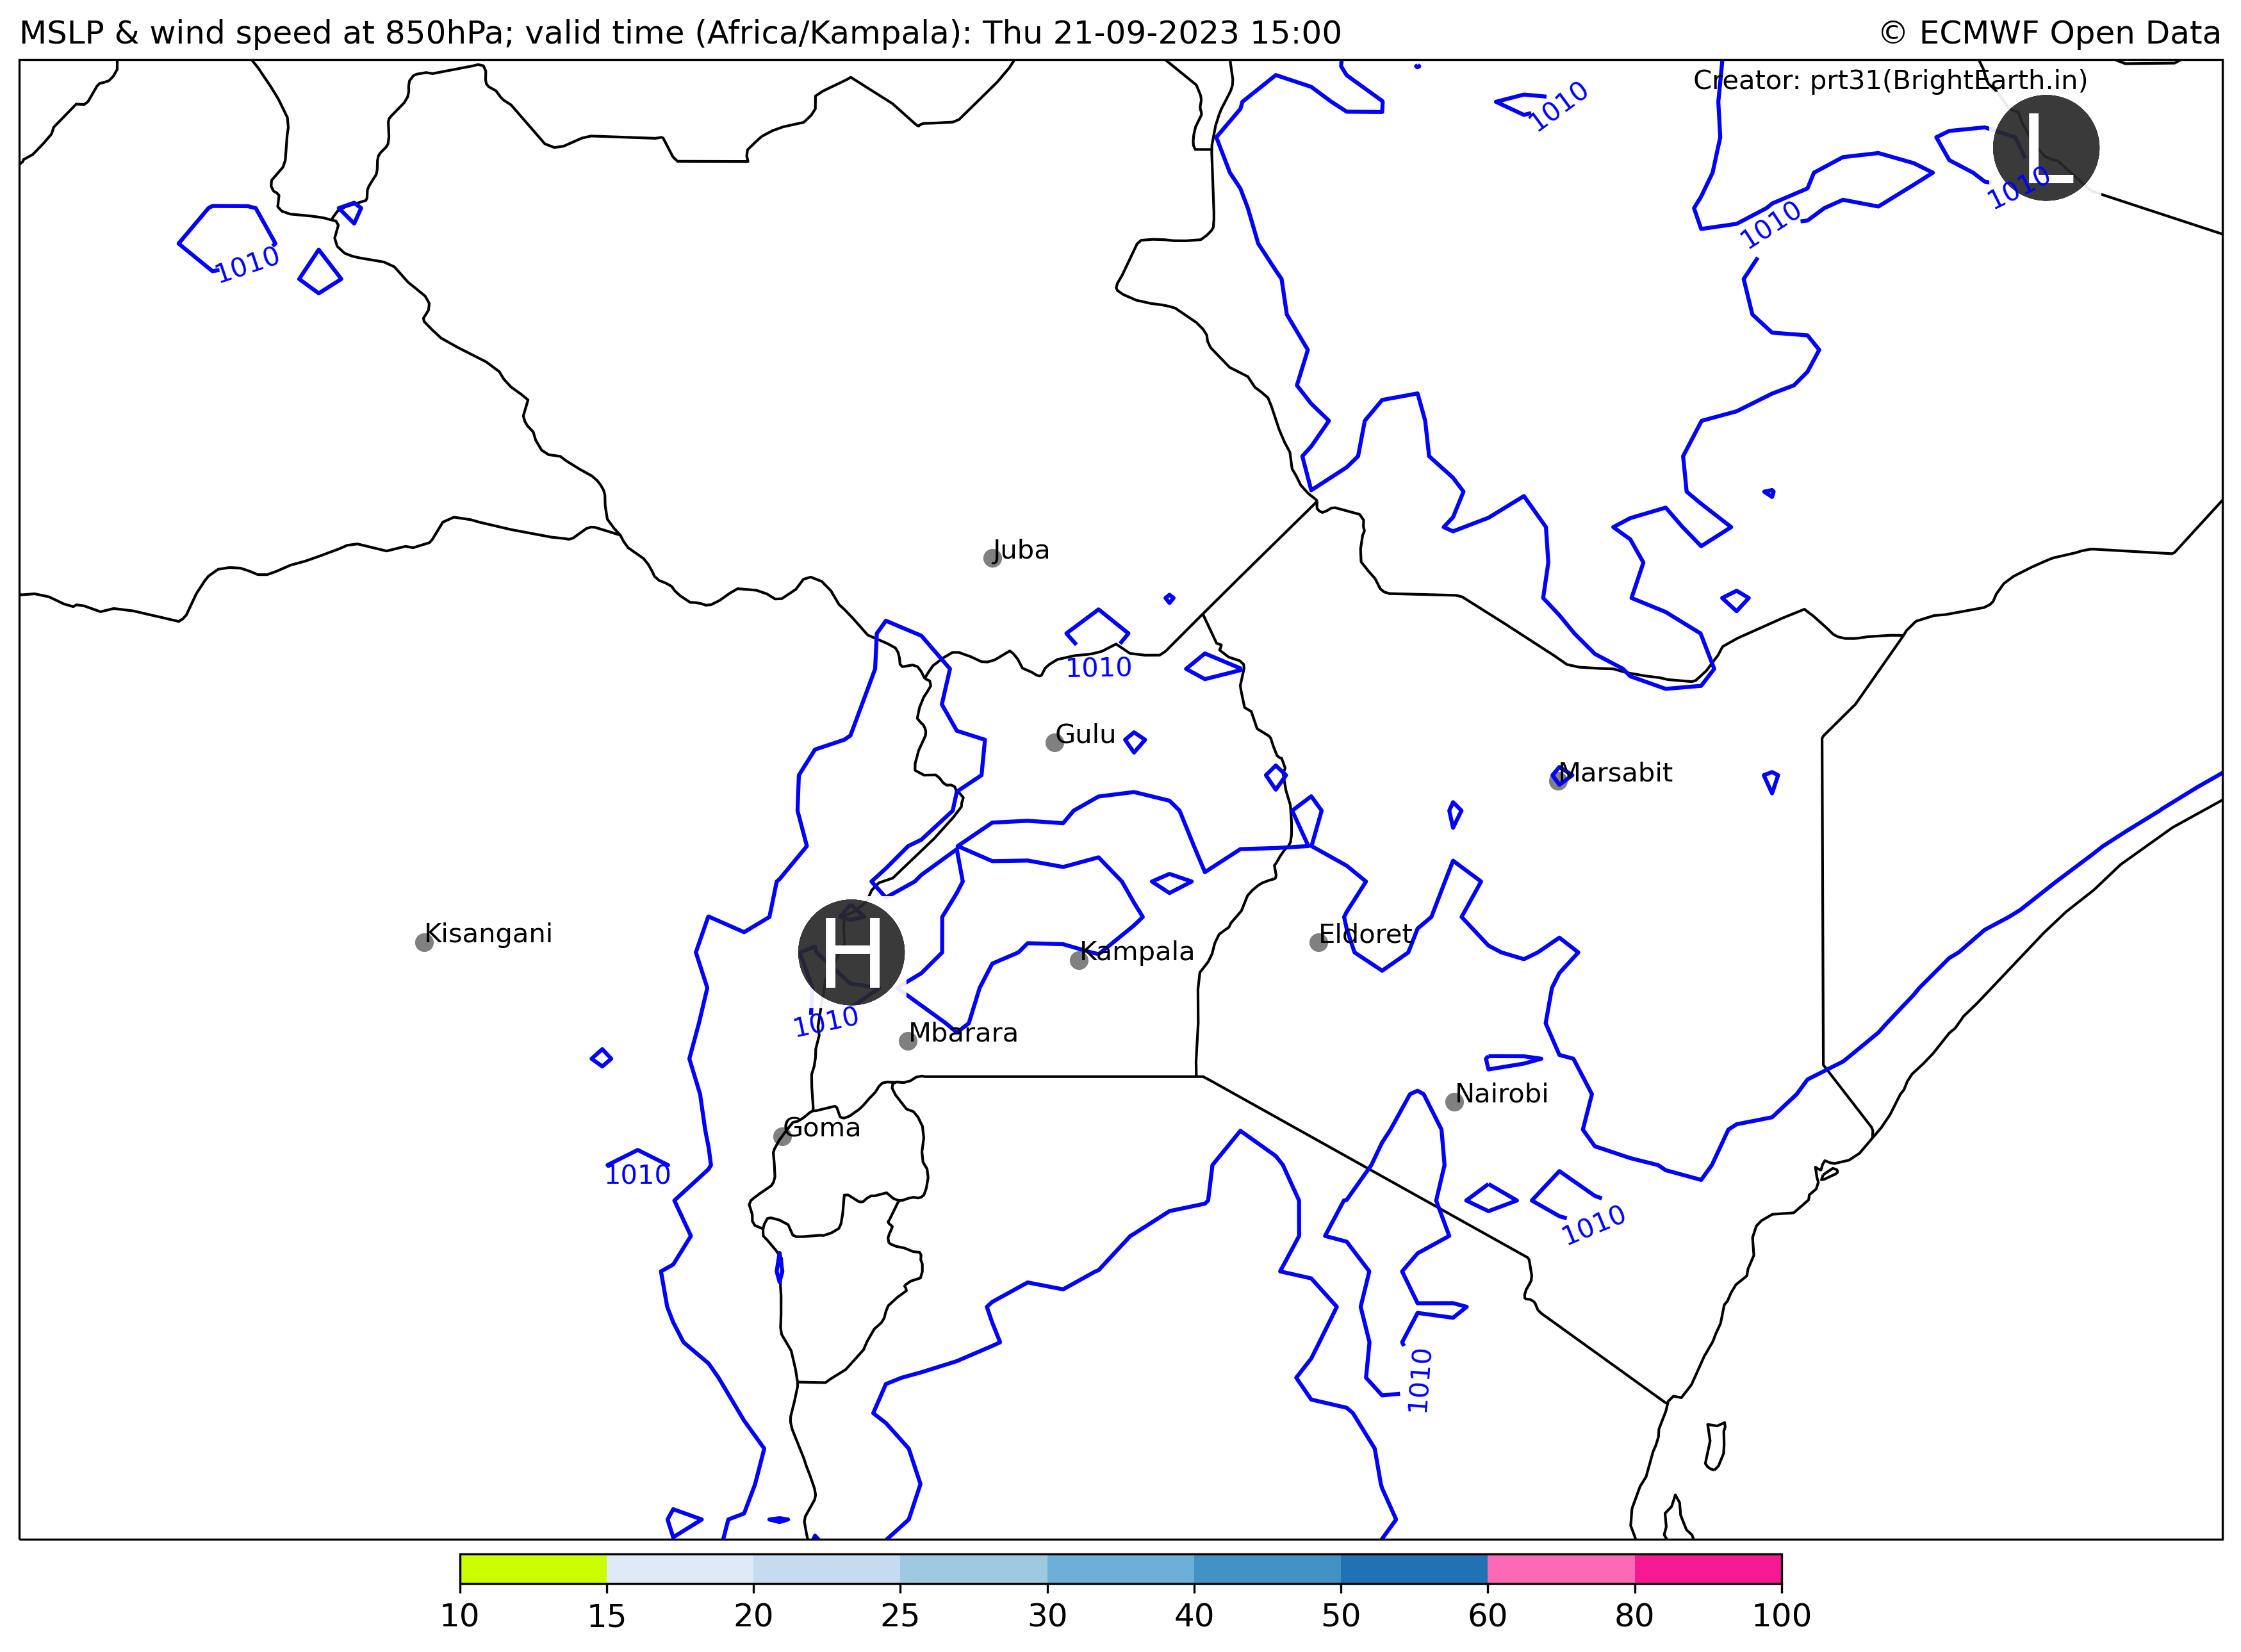 MSLP & wind speed at 850hPa; valid time (Africa/Kampala): Thu 21-09-2023 15:00
© ECMWF Open Data
Creator: prt31(BrightEarth.in)
1010
L
1010
1010
1010
Juba
1010
Gulu
Marsabit
Kisangani
Eldoret
H
Kampala
1010
Mbarara
Nairobi
Goma
1010
1010
1010
10 15 20 25 30 40 50 60 80 100